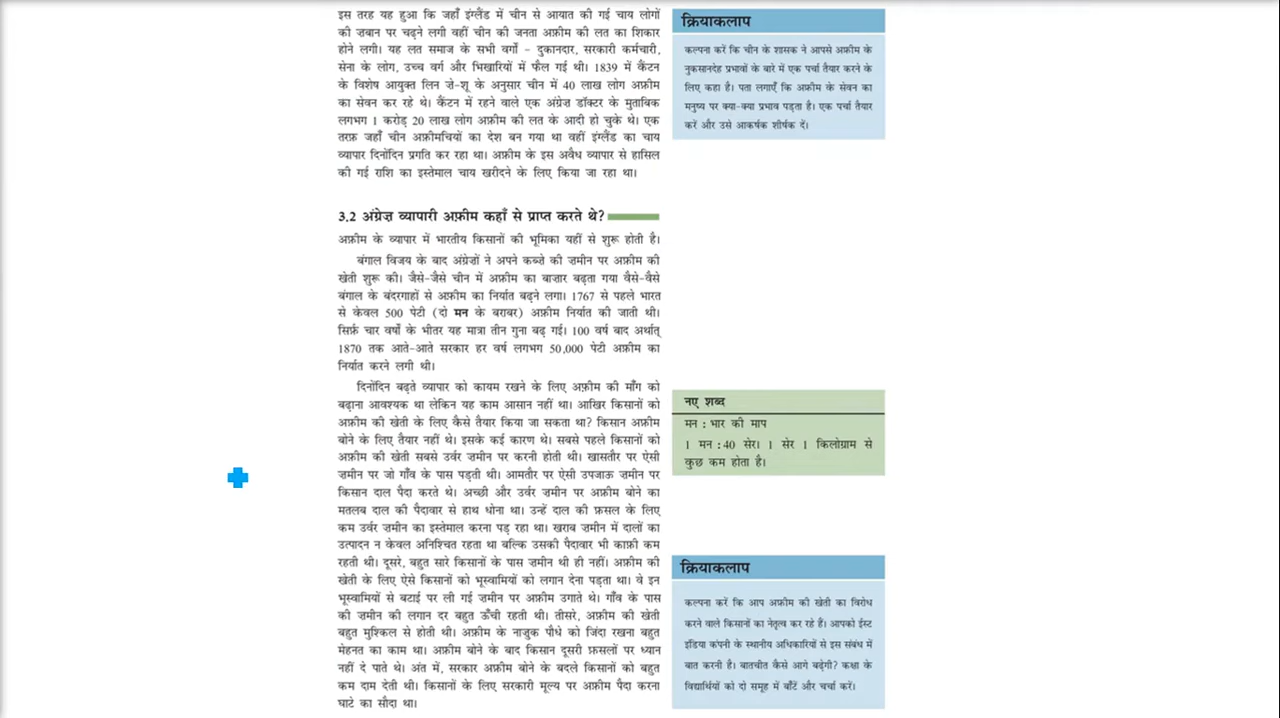 इस तरह यह हुआ कि जहाँ इंग्लैंड में चीन से आयात की गई चाय लोगों
की ज़बान पर चढ़ने लगी वहीं चीन की जनता अफ़ीम की लत का शिकार
होने लगी। यह लत समाज के सभी वर्गों - दुकानदार, सरकारी कर्मचारी,
सेना के लोग, उच्च वर्ग और भिखारियों में फैल गई थी। 1839 में कैंटन
के विशेष आयुक्त लिन ज़े-शू के अनुसार चीन में 40 लाख लोग अफ़ीम
का सेवन कर रहे थे। कैंटन में रहने वाले एक अंग्रेज़ डॉक्टर के मुताबिक
लगभग 1 करोड़ 20 लाख लोग अफ़ीम की लत के आदी हो चुके थे। एक
तरफ़ जहाँ चीन अफ़ीमचियों का देश बन गया था वहीं इंग्लैंड का चाय
व्यापार दिनोंदिन प्रगति कर रहा था। अफ़ीम के इस अवैध व्यापार से हासिल
की गई राशि का इस्तेमाल चाय खरीदने के लिए किया जा रहा था।
3.2 अंग्रेज़ व्यापारी अफ़ीम कहाँ से प्राप्त करते थे?
अफ़ीम के व्यापार में भारतीय किसानों की भूमिका यहीं से शुरू होती है।
बंगाल विजय के बाद अंग्रेज़ों ने अपने कब्ज़े की ज़मीन पर अफ़ीम की
खेती शुरू की। जैसे-जैसे चीन में अफ़ीम का बाज़ार बढ़ता गया वैसे-वैसे
बंगाल के बंदरगाहों से अफ़ीम का निर्यात बढ़ने लगा। 1767 से पहले भारत
से केवल 500 पेटी (दो मन के बराबर) अफ़ीम निर्यात की जाती थी।
सिर्फ़ चार वर्षों के भीतर यह मात्रा तीन गुना बढ़ गई। 100 वर्ष बाद अर्थात्
1870 तक आते-आते सरकार हर वर्ष लगभग 50,000 पेटी अफ़ीम का
निर्यात करने लगी थी।
दिनोंदिन बढ़ते व्यापार को कायम रखने के लिए अफ़ीम की माँग को
बढ़ाना आवश्यक था लेकिन यह काम आसान नहीं था। आखिर किसानों को
अफ़ीम की खेती के लिए कैसे तैयार किया जा सकता था? किसान अफ़ीम
बोने के लिए तैयार नहीं थे। इसके कई कारण थे। सबसे पहले किसानों को
अफ़ीम की खेती सबसे उर्वर ज़मीन पर करनी होती थी। खासतौर पर ऐसी
ज़मीन पर जो गाँव के पास पड़ती थी। आमतौर पर ऐसी उपजाऊ ज़मीन पर
किसान दाल पैदा करते थे। अच्छी और उर्वर ज़मीन पर अफ़ीम बोने का
मतलब दाल की पैदावार से हाथ धोना था। उन्हें दाल की फ़सल के लिए
कम उर्वर ज़मीन का इस्तेमाल करना पड़ रहा था। खराब ज़मीन में दालों का
उत्पादन न केवल अनिश्चित रहता था बल्कि उसकी पैदावार भी काफ़ी कम
रहती थी। दूसरे, बहुत सारे किसानों के पास ज़मीन थी ही नहीं। अफ़ीम की
खेती के लिए ऐसे किसानों को भूस्वामियों को लगान देना पड़ता था। वे इन
भूस्वामियों से बटाई पर ली गई ज़मीन पर अफ़ीम उगाते थे। गाँव के पास
की ज़मीन की लगान दर बहुत ऊँची रहती थी। तीसरे, अफ़ीम की खेती
बहुत मुश्किल से होती थी। अफ़ीम के नाजुक पौधे को जिंदा रखना बहुत
मेहनत का काम था। अफ़ीम बोने के बाद किसान दूसरी फ़सलों पर ध्यान
नहीं दे पाते थे। अंत में, सरकार अफ़ीम बोने के बदले किसानों को बहुत
कम दाम देती थी। किसानों के लिए सरकारी मूल्य पर अफ़ीम पैदा करना
घाटे का सौदा था।
क्रियाकलाप
कल्पना करें कि चीन के शासक ने आपसे अफ़ीम के
नुकसानदेह प्रभावों के बारे में एक पर्चा तैयार करने के
लिए कहा है। पता लगाएँ कि अफ़ीम के सेवन का
मनुष्य पर क्या-क्या प्रभाव पड़ता है। एक पर्चा तैयार
करें और उसे आकर्षक शीर्षक दें।
नए शब्द
मन : भार की माप
1 मन : 40 सेर। 1 सेर 1 किलोग्राम से
कुछ कम होता है।
क्रियाकलाप
कल्पना करें कि आप अफ़ीम की खेती का विरोध
करने वाले किसानों का नेतृत्व कर रहे हैं। आपको ईस्ट
इंडिया कंपनी के स्थानीय अधिकारियों से इस संबंध में
बात करनी है। बातचीत कैसे आगे बढ़ेगी? कक्षा के
विद्यार्थियों को दो समूह में बाँटें और चर्चा करें।